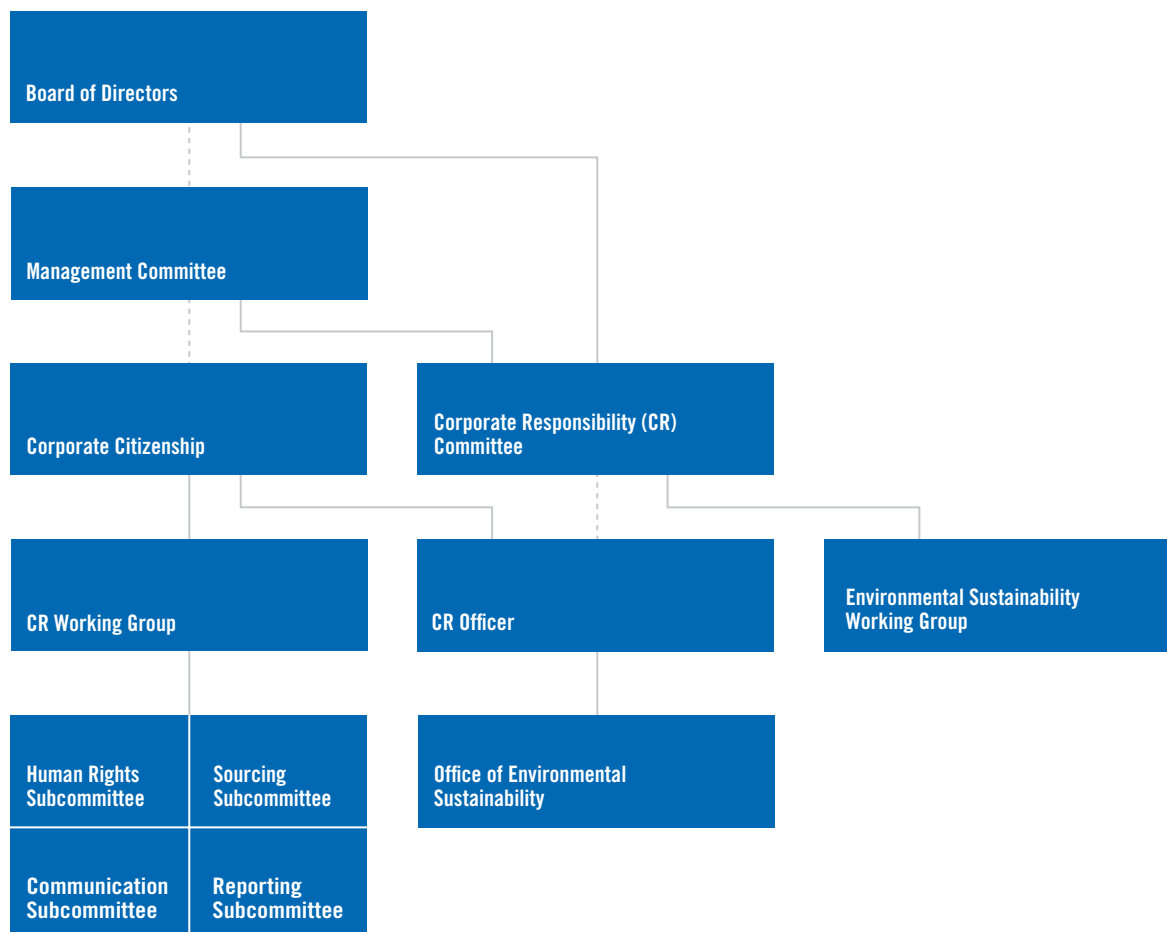 Board of Directors
Management Committee
Corporate Citizenship
Corporate Responsibility (CR)
Committee
CR Working Group
CR Officer
Environmental Sustainability
Working Group
Human Rights
Subcommittee
Sourcing
Subcommittee
Office of Environmental
Sustainability
Communication
Subcommittee
Reporting
Subcommittee